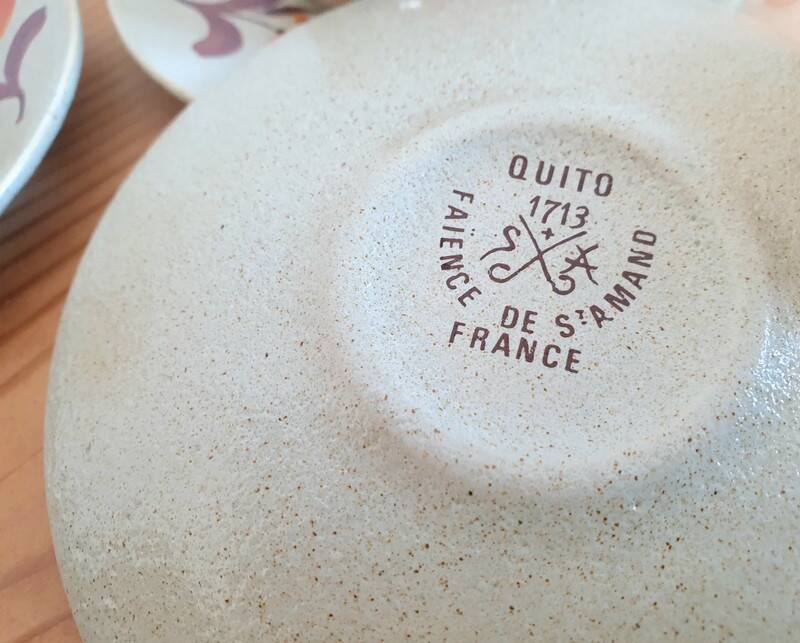 QUITO
1713
S A
FAÏENCE DE ST AMAND
FRANCE